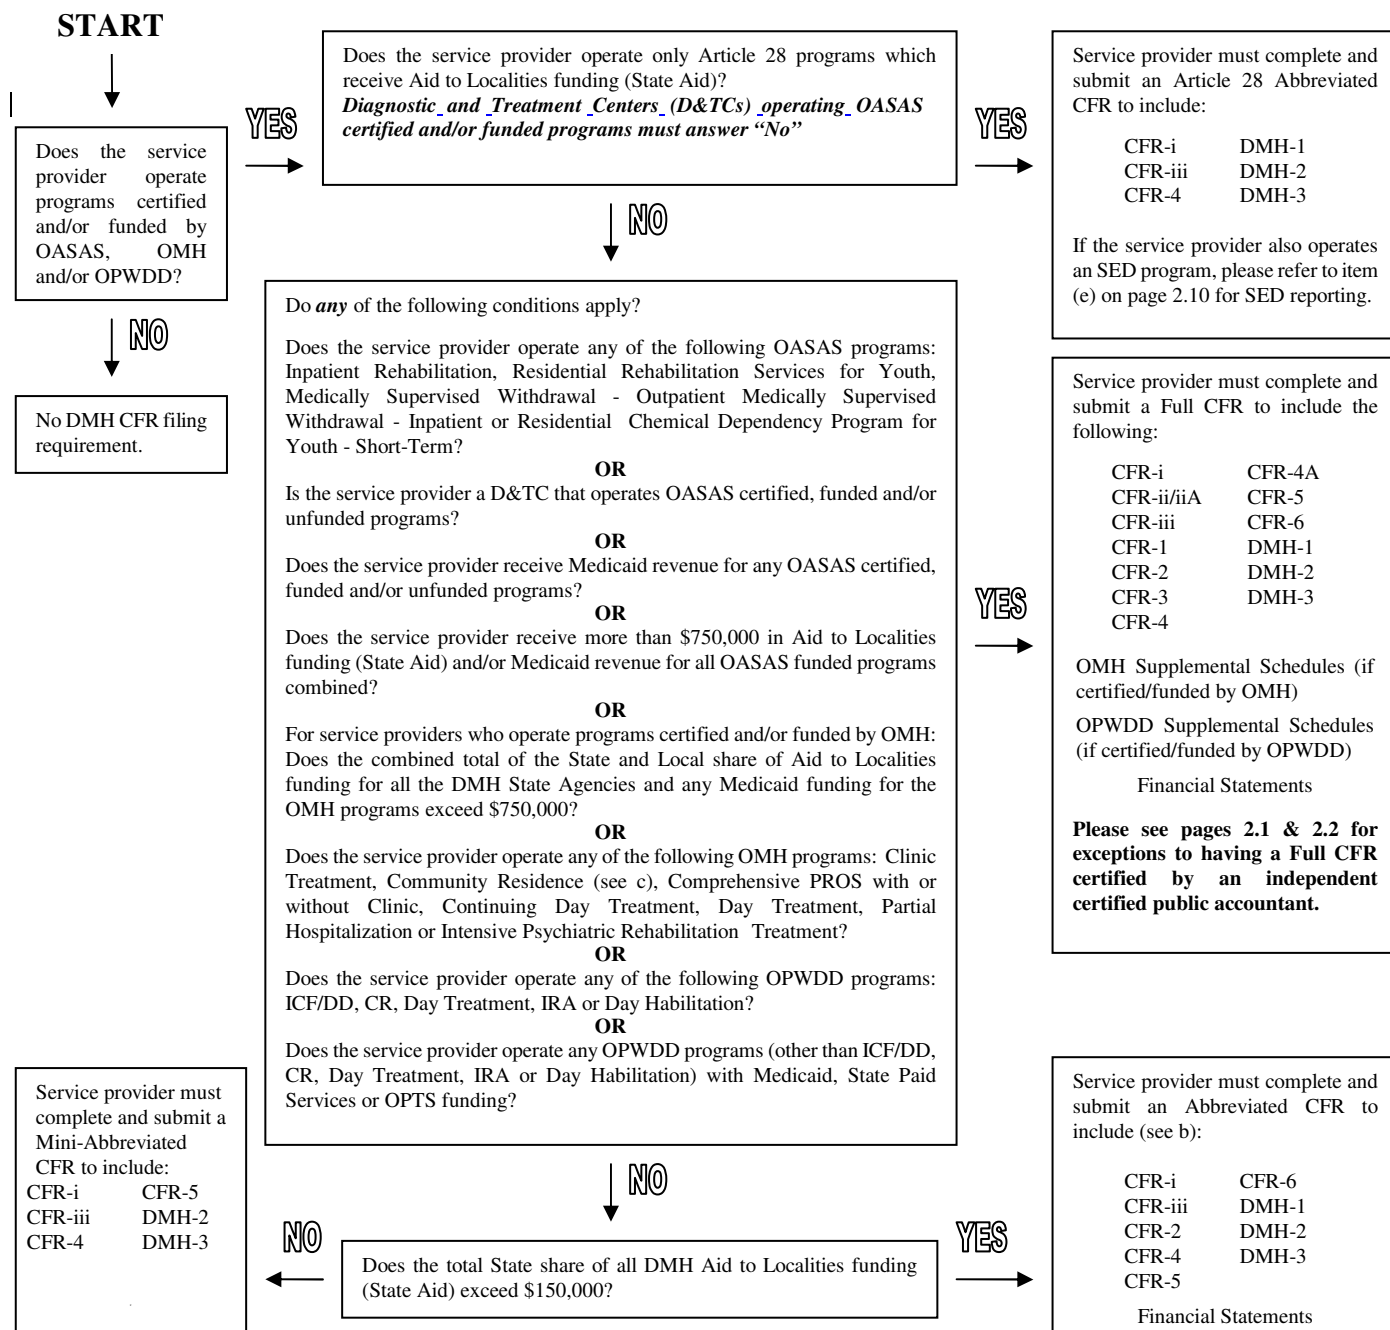 START
Does the service
provider operate
programs certified
and/or funded by
OASAS, OMH
and/or OPWDD?
YES
Does the service provider operate only Article 28 programs which
receive Aid to Localities funding (State Aid)?
Diagnostic and Treatment Centers (D&TCs) operating OASAS
certified and/or funded programs must answer “No”
YES
Service provider must complete and
submit an Article 28 Abbreviated
CFR to include:
CFR-i DMH-1
CFR-iii DMH-2
CFR-4 DMH-3
If the service provider also operates
an SED program, please refer to item
(e) on page 2.10 for SED reporting.
NO
No DMH CFR filing
requirement.
NO
Do any of the following conditions apply?
Does the service provider operate any of the following OASAS programs:
Inpatient Rehabilitation, Residential Rehabilitation Services for Youth,
Medically Supervised Withdrawal - Outpatient Medically Supervised
Withdrawal - Inpatient or Residential Chemical Dependency Program for
Youth - Short-Term?
OR
Is the service provider a D&TC that operates OASAS certified, funded and/or
unfunded programs?
OR
Does the service provider receive Medicaid revenue for any OASAS certified,
funded and/or unfunded programs?
OR
Does the service provider receive more than $750,000 in Aid to Localities
funding (State Aid) and/or Medicaid revenue for all OASAS funded programs
combined?
OR
For service providers who operate programs certified and/or funded by OMH:
Does the combined total of the State and Local share of Aid to Localities
funding for all the DMH State Agencies and any Medicaid funding for the
OMH programs exceed $750,000?
OR
Does the service provider operate any of the following OMH programs: Clinic
Treatment, Community Residence (see c), Comprehensive PROS with or
without Clinic, Continuing Day Treatment, Day Treatment, Partial
Hospitalization or Intensive Psychiatric Rehabilitation Treatment?
OR
Does the service provider operate any of the following OPWDD programs:
ICF/DD, CR, Day Treatment, IRA or Day Habilitation?
OR
Does the service provider operate any OPWDD programs (other than ICF/DD,
CR, Day Treatment, IRA or Day Habilitation) with Medicaid, State Paid
Services or OPTS funding?
YES
Service provider must complete and
submit a Full CFR to include the
following:
CFR-i CFR-4A
CFR-ii/iiA CFR-5
CFR-iii CFR-6
CFR-1 DMH-1
CFR-2 DMH-2
CFR-3 DMH-3
CFR-4
OMH Supplemental Schedules (if
certified/funded by OMH)
OPWDD Supplemental Schedules
(if certified/funded by OPWDD)
Financial Statements
Please see pages 2.1 & 2.2 for
exceptions to having a Full CFR
certified by an independent
certified public accountant.
NO
Does the total State share of all DMH Aid to Localities funding
(State Aid) exceed $150,000?
NO
Service provider must
complete and submit a
Mini-Abbreviated
CFR to include:
CFR-i CFR-5
CFR-iii DMH-2
CFR-4 DMH-3
YES
Service provider must complete and
submit an Abbreviated CFR to
include (see b):
CFR-i CFR-6
CFR-iii DMH-1
CFR-2 DMH-2
CFR-4 DMH-3
CFR-5
Financial Statements